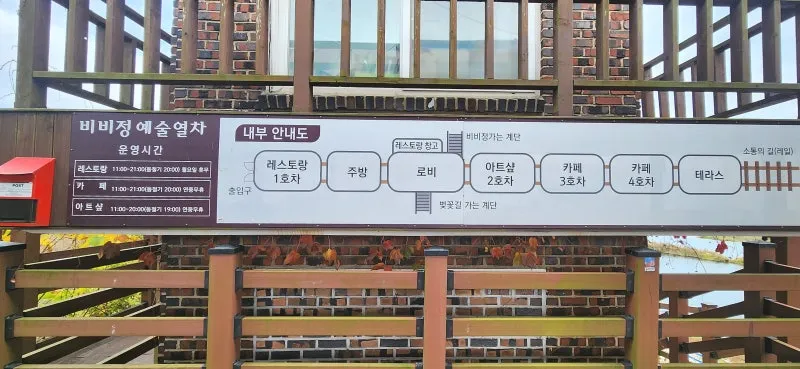 비비정 예술열차
운영시간
레스토랑 11:00~21:00(동절기 20:00) 월요일 휴무
카 페 11:00~21:00(동절기 20:00) 연중무휴
아트샵 11:00~20:00(동절기 19:00) 연중무휴
POST
내부 안내도
출입구
레스토랑
1호차
주방
레스토랑 창고
로비
비비정가는 계단
벚꽃길 가는 계단
아트샵
2호차
카페
3호차
카페
4호차
테라스
소통의 길(레일)